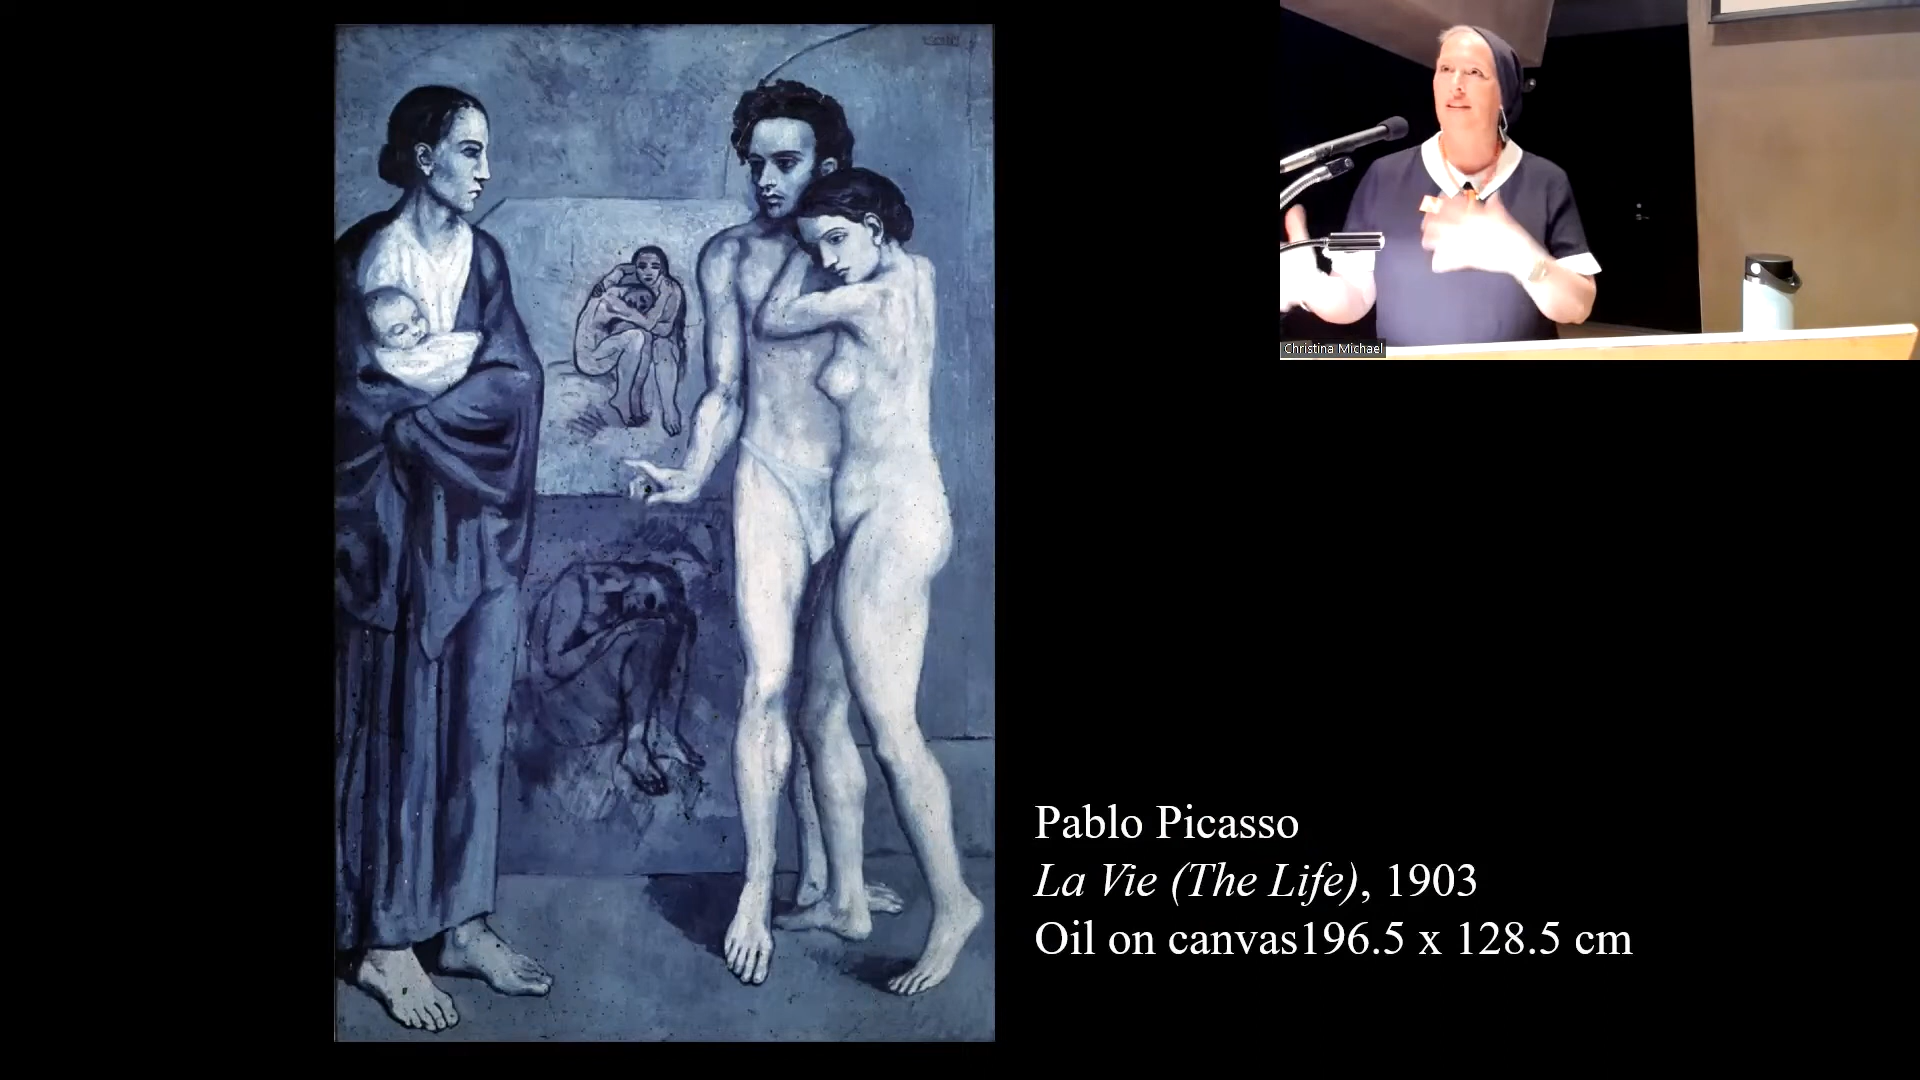 Christina Michael
Pablo Picasso
La Vie (The Life), 1903
Oil on canvas196.5 x 128.5 cm